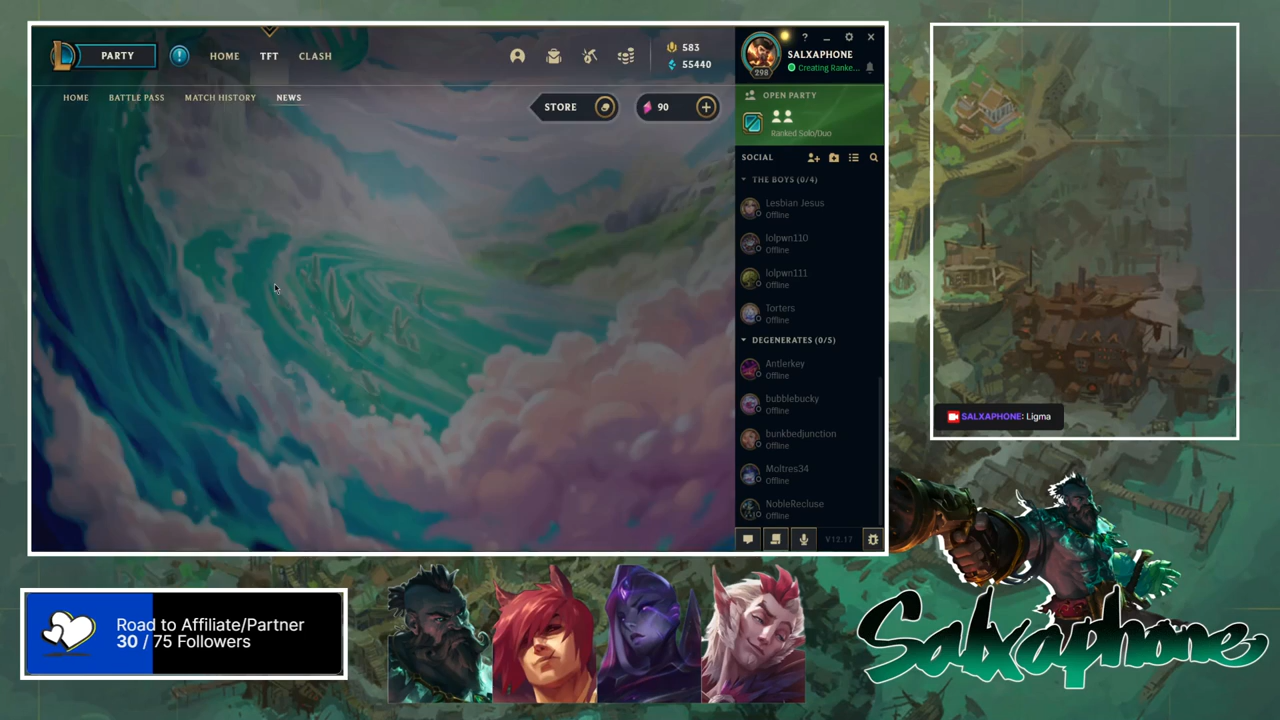 PARTY
HOME
TFT
CLASH
583
55440
?
SALXAPHONE
298
Creating Ranke...
HOME
BATTLE PASS
MATCH HISTORY
NEWS
STORE
90
OPEN PARTY
Ranked Solo/Duo
SOCIAL
THE BOYS (0/4)
Lesbian Jesus
Offline
lolpwn110
Offline
lolpwn111
Offline
Torters
Offline
DEGENERATES (0/5)
Antlerkey
Offline
bubblebucky
Offline
bunkbedjunction
Offline
Moltres34
Offline
NobleRecluse
Offline
V12.17
SALXAPHONE: Ligma
Road to Affiliate/Partner
30 / 75 Followers
Salxaphone